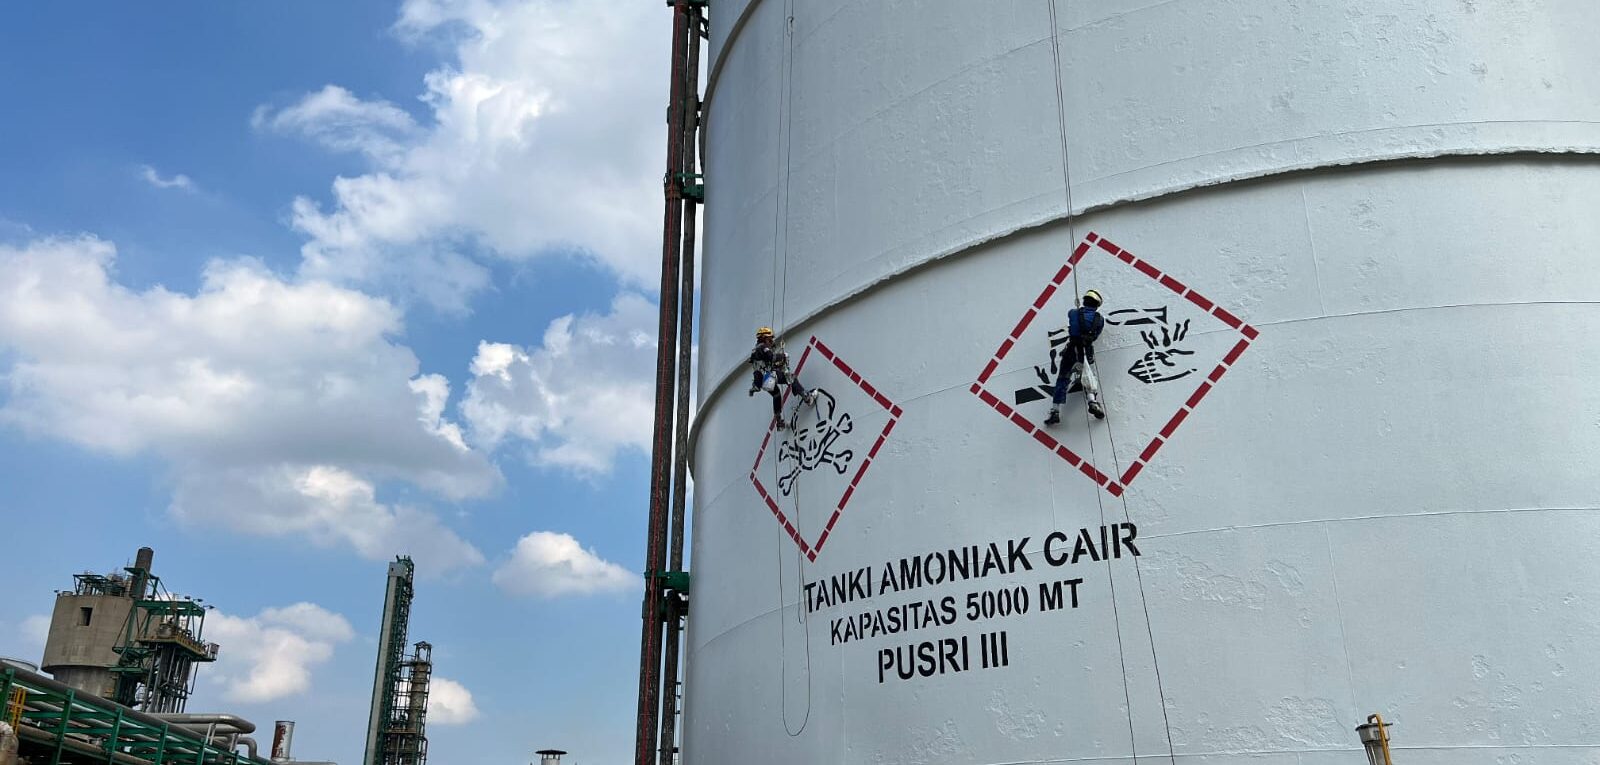 TANKI AMONIAK CAIR
KAPASITAS 5000 MT
PUSRI III